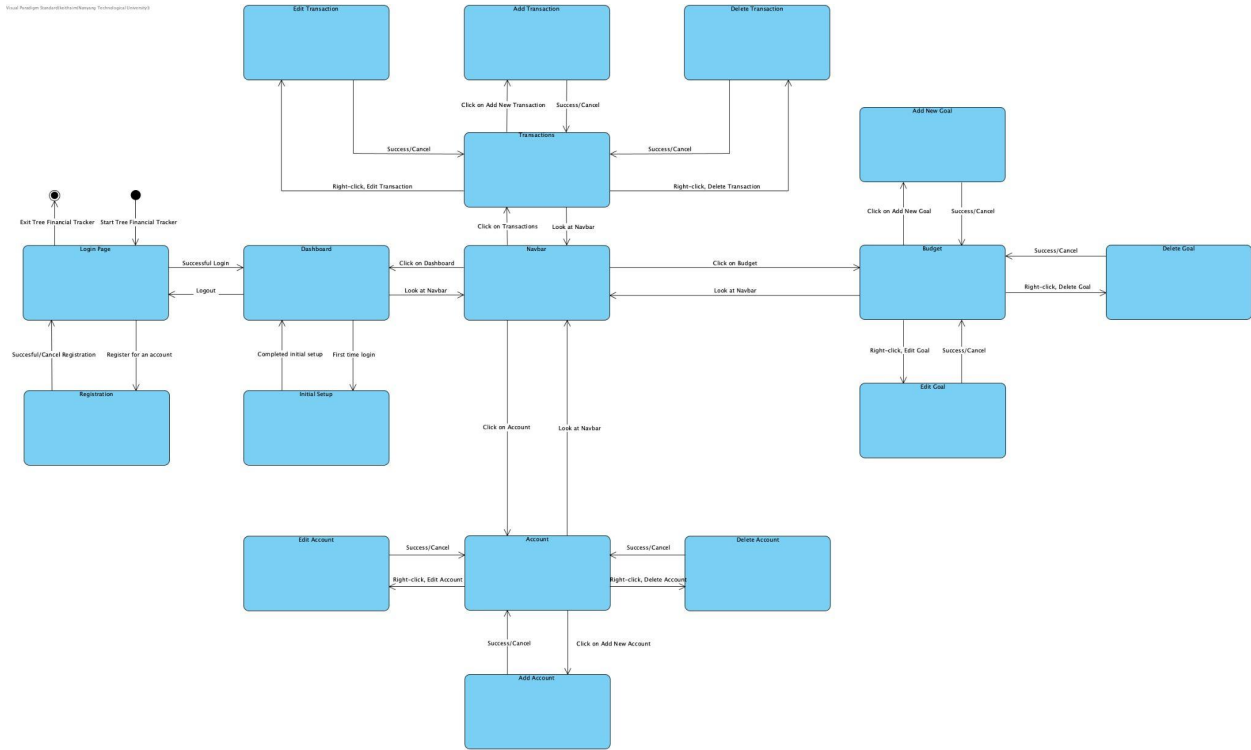 Visual Paradigm Standard(lashham(Nanyang Technological University))
Edit Transaction
Add Transaction
Delete Transaction
Click on Add New Transaction
Success/Cancel
Add New Goal
Transactions
Success/Cancel
Success/Cancel
Right-click, Edit Transaction
Right-click, Delete Transaction
Click on Add New Goal
Success/Cancel
Exit Tree Financial Tracker
Start Tree Financial Tracker
Click on Transactions
Look at Navbar
Login Page
Dashboard
Navbar
Budget
Delete Goal
Success/Cancel
Successful Login
Click on Dashboard
Click on Budget
Right-click, Delete Goal
Logout
Look at Navbar
Look at Navbar
Succesful/Cancel Registration
Register for an account
Completed initial setup
First time login
Right-click, Edit Goal
Success/Cancel
Registration
Initial Setup
Edit Goal
Click on Account
Look at Navbar
Edit Account
Account
Delete Account
Success/Cancel
Success/Cancel
Right-click, Edit Account
Right-click, Delete Account
Success/Cancel
Click on Add New Account
Add Account